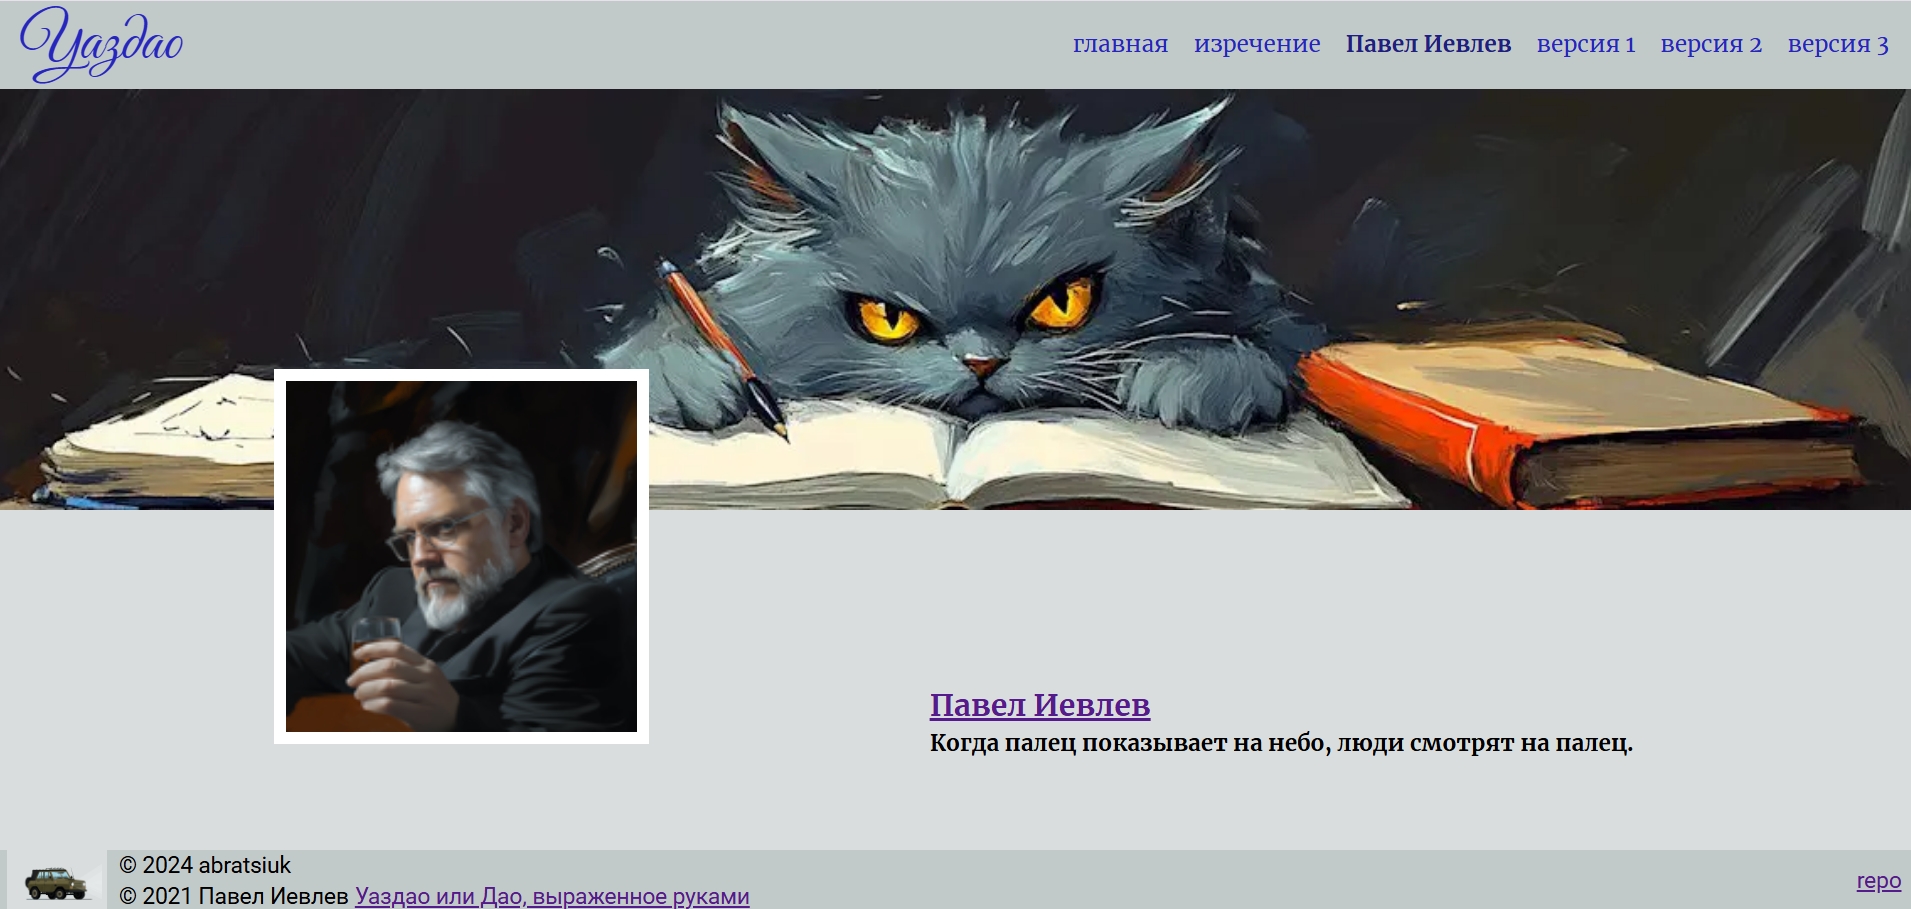 Уаздао
главная изречение Павел Иевлев версия 1 версия 2 версия 3
Павел Иевлев
Когда палец показывает на небо, люди смотрят на палец.
© 2024 abratsiuk
© 2021 Павел Иевлев Уаздао или Дао, выраженное руками
repo